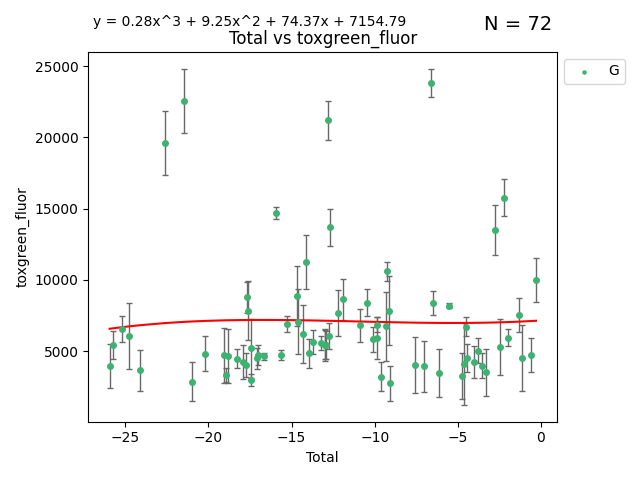 y = 0.28x^3 + 9.25x^2 + 74.37x + 7154.79
N = 72
Total vs toxgreen_fluor
G
25000
20000
15000
10000
5000
toxgreen_fluor
−25 −20 −15 −10 −5 0
Total